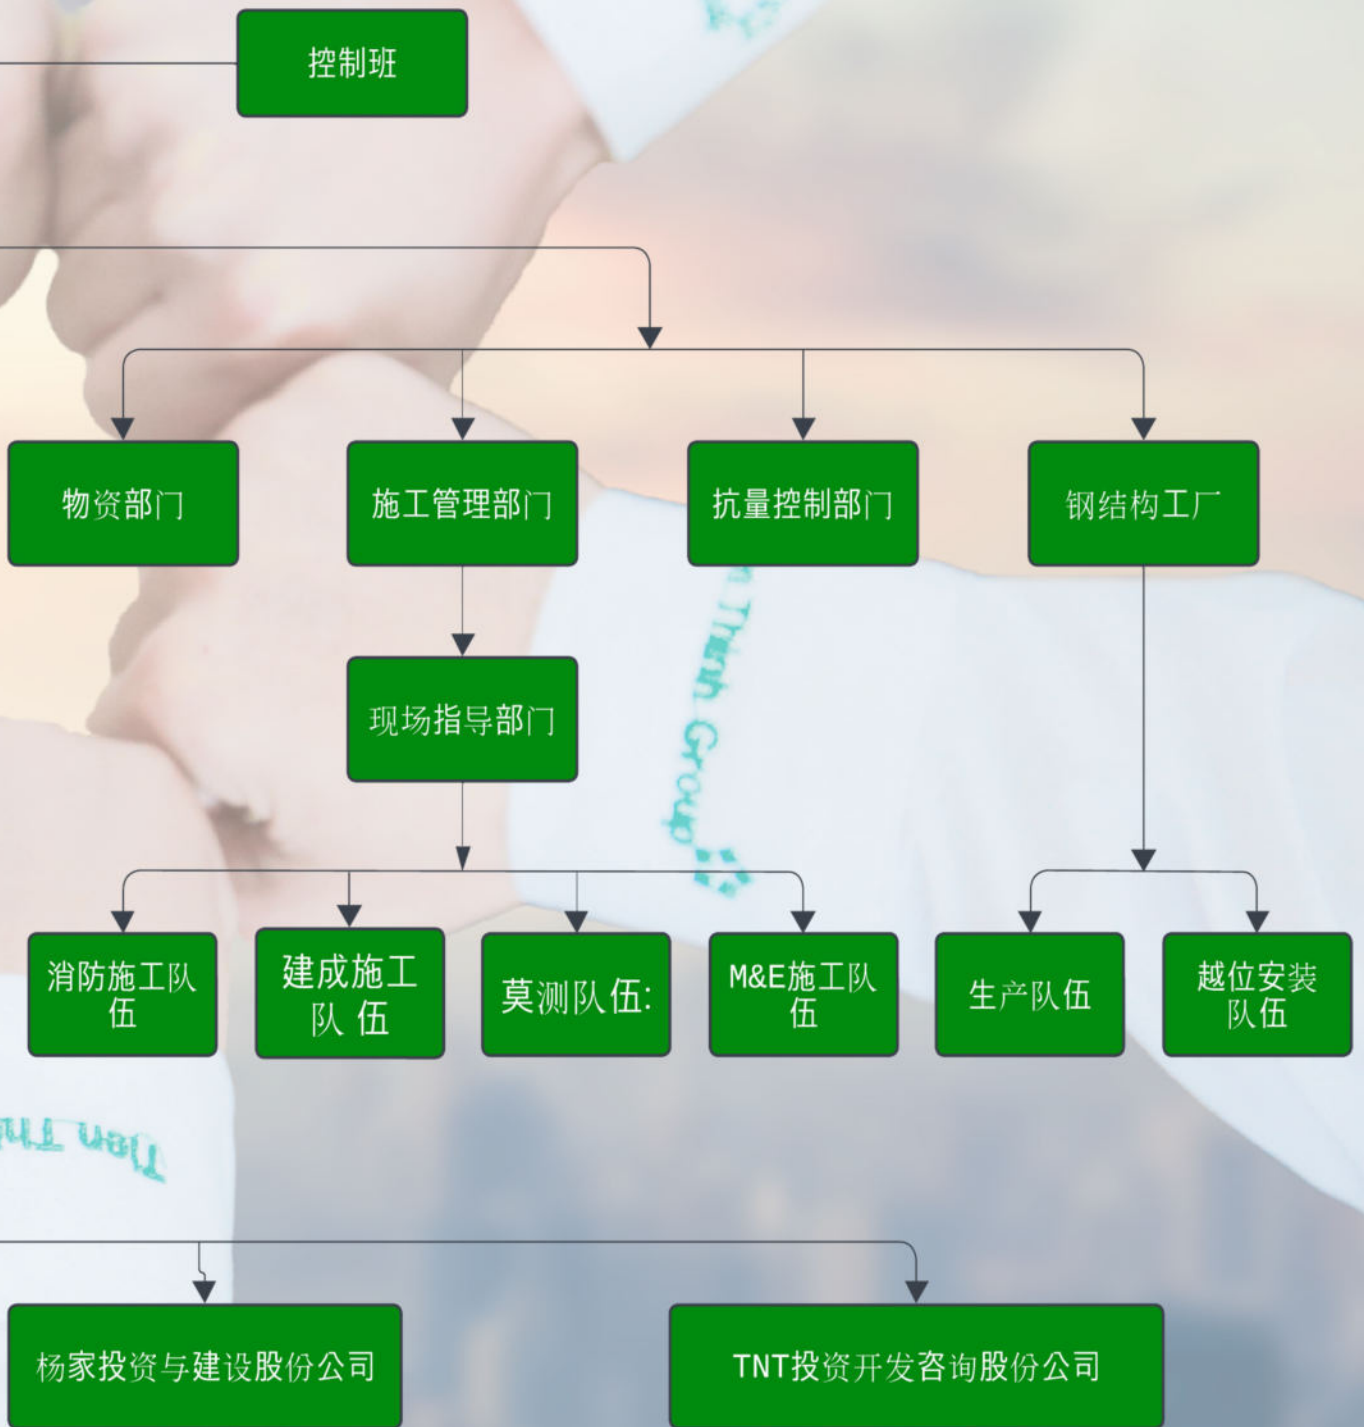 控制班
物资部门
施工管理部门
抗量控制部门
钢结构工厂
n Thinh Group
现场指导部门
消防施工队
伍
建成施工
队 伍
莫测队伍:
M&E施工队
伍
生产队伍
越位安装
队伍
Tien Thi
杨家投资与建设股份公司
TNT投资开发咨询股份公司